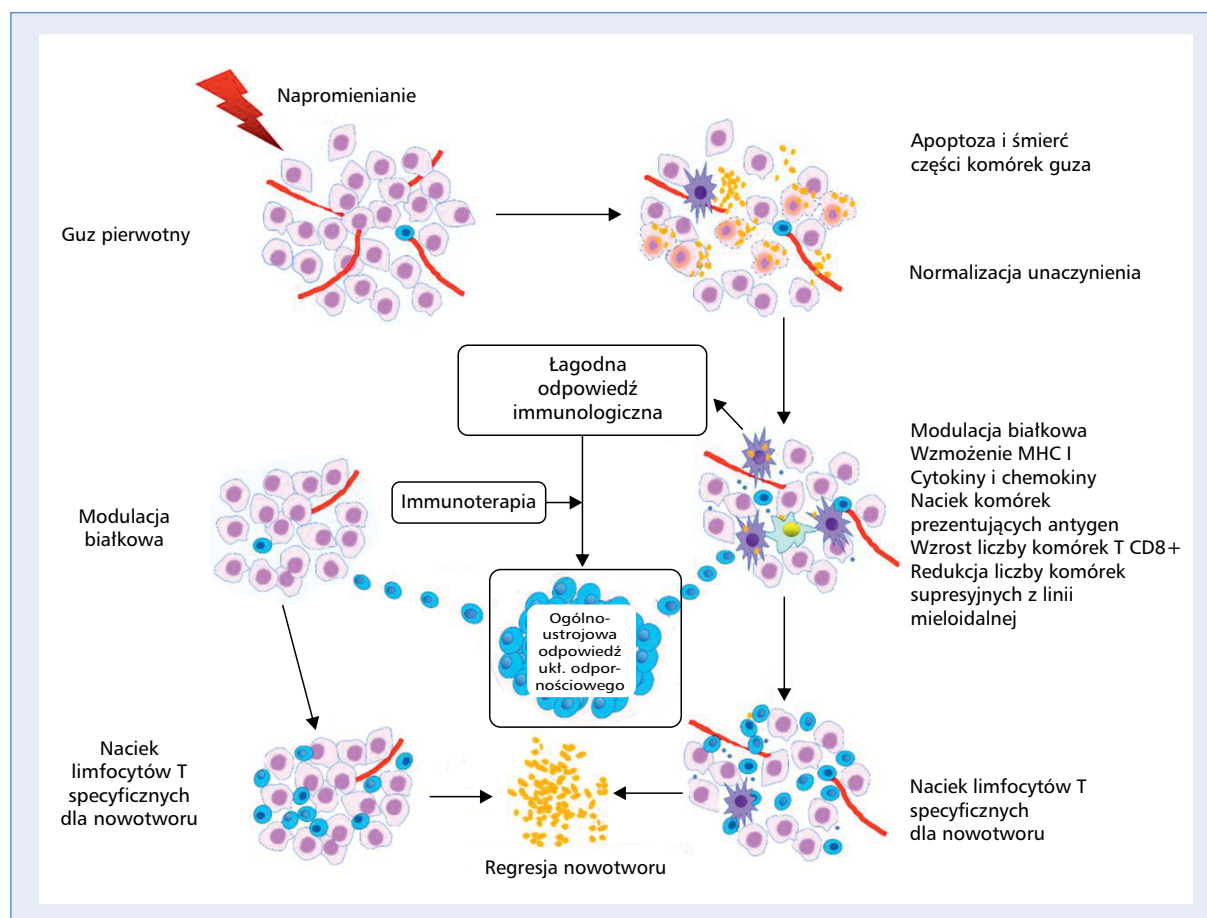 Napromienianie
Guz pierwotny
Apoptoza i śmierć
części komórek guza
Normalizacja unaczynienia
Łagodna
odpowiedź
immunologiczna
Immunoterapia
Modulacja
białkowa
Modulacja białkowa
Wzmożenie MHC I
Cytokiny i chemokiny
Naciek komórek
prezentujących antygen
Wzrost liczby komórek T CD8+
Redukcja liczby komórek
supresyjnych z linii
mieloidalnej
Ogólno-
ustrojowa
odpowiedź
ukł. odpor-
nościowego
Naciek
limfocytów T
specyficznych
dla nowotworu
Regresja nowotworu
Naciek limfocytów T
specyficznych
dla nowotworu